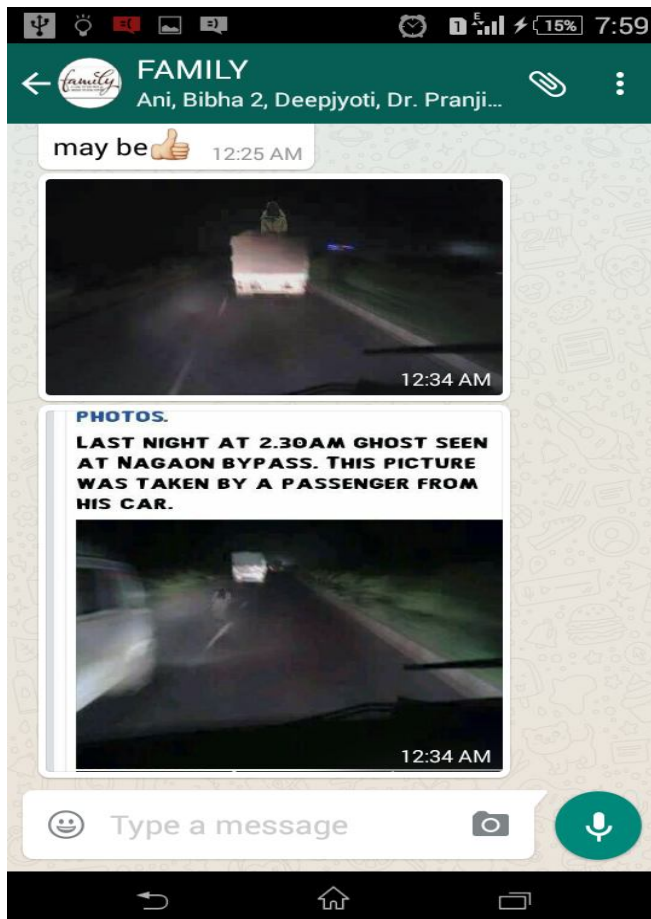 1 E 15% 7:59
family
FAMILY
Ani, Bibha 2, Deepjyoti, Dr. Pranji...
may be👍 12:25 AM
12:34 AM
PHOTOS.
LAST NIGHT AT 2.30AM GHOST SEEN
AT NAGAON BYPASS. THIS PICTURE
WAS TAKEN BY A PASSENGER FROM
HIS CAR.
12:34 AM
Type a message